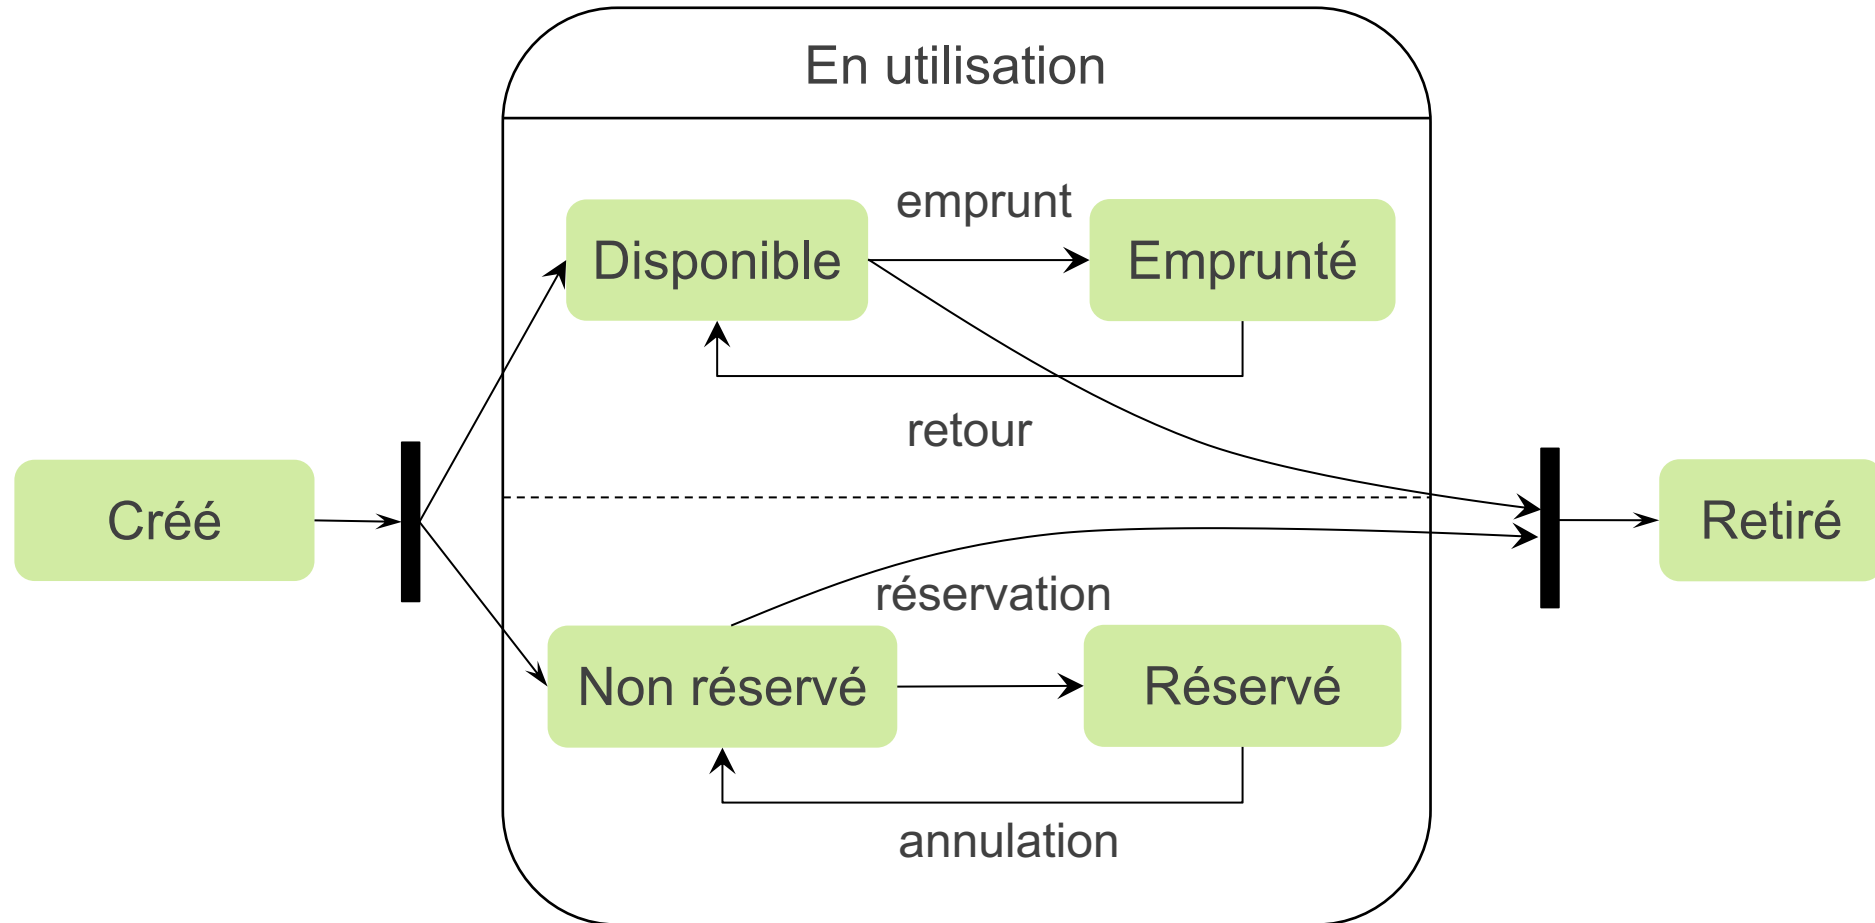 En utilisation
emprunt
Disponible
Emprunté
retour
Créé
Retiré
réservation
Non réservé
Réservé
annulation